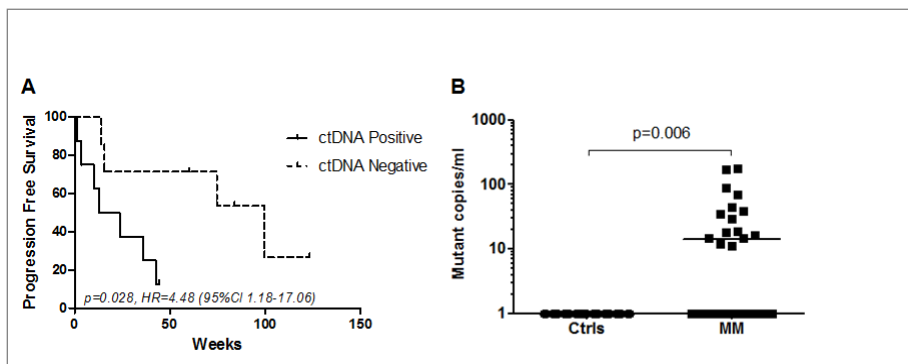 A
Progression Free Survival
100
80
60
40
20
0
0
50
100
150
Weeks
ctDNA Positive
ctDNA Negative
p=0.028, HR=4.48 (95%CI 1.18-17.06)
B
Mutant copies/ml
1000
100
10
1
p=0.006
Ctrls
MM